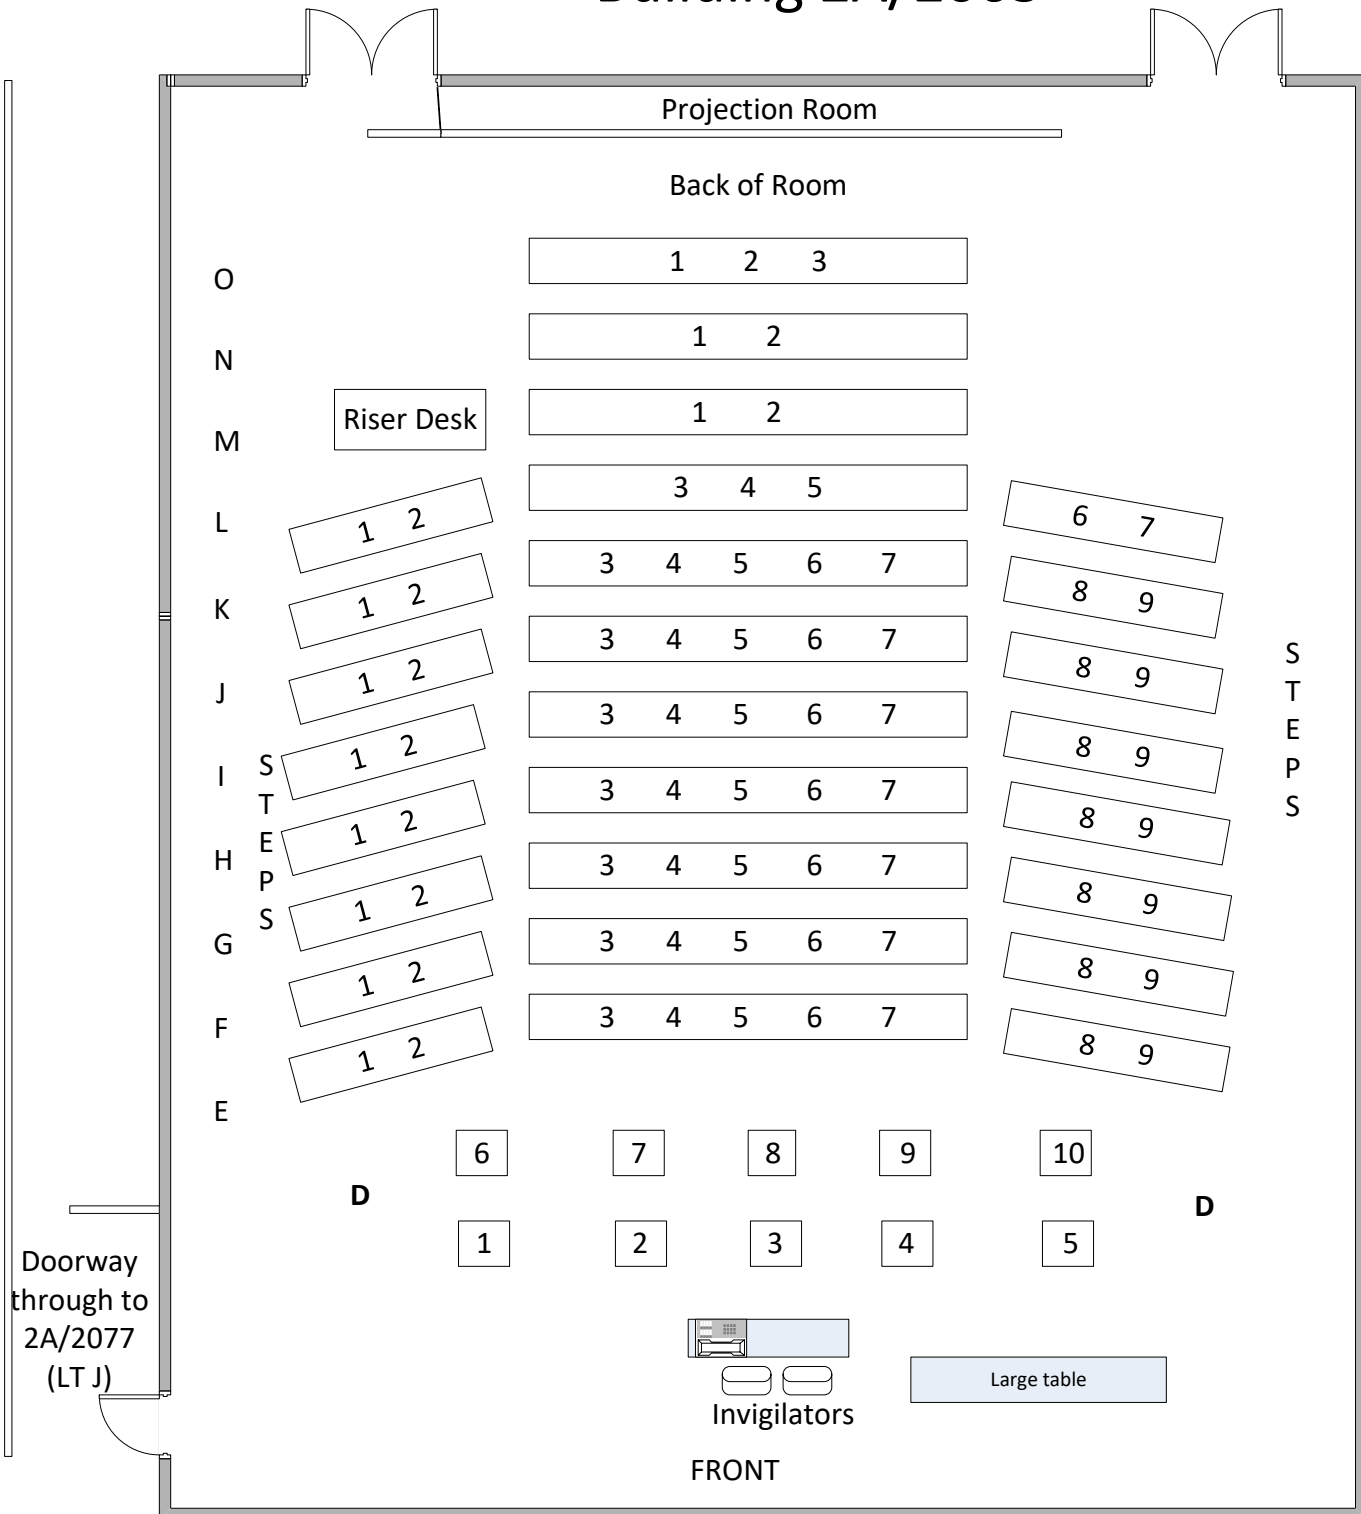 Projection Room
Back of Room
O
1 2 3
N
1 2
M
Riser Desk
1 2
L
1 2
3 4 5
6 7
K
1 2
3 4 5 6 7
8 9
J
1 2
3 4 5 6 7
8 9
I
1 2
3 4 5 6 7
8 9
H
1 2
3 4 5 6 7
8 9
G
1 2
3 4 5 6 7
8 9
F
1 2
3 4 5 6 7
8 9
E
1 2
3 4 5 6 7
8 9
STEPS
STEPS
6 7 8 9 10
D
D
1 2 3 4 5
Doorway
through to
2A/2077
(LT J)
Large table
Invigilators
FRONT